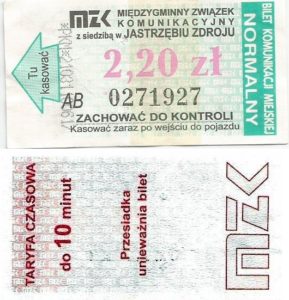 MZK MIĘDZYGMINNY ZWIĄZEK
KOMUNIKACYJNY
z siedzibą w JASTRZĘBIU ZDROJU
Tu
kasować
2,20 zł
AB 0271927
ZACHOWAĆ DO KONTROLI
Kasować zaraz po wejściu do pojazdu
BILET KOMUNIKACJI MIEJSKIEJ
NORMALNY
TARYFA CZASOWA
do 10 minut
Przesiadka
unieważnia bilet
MZK